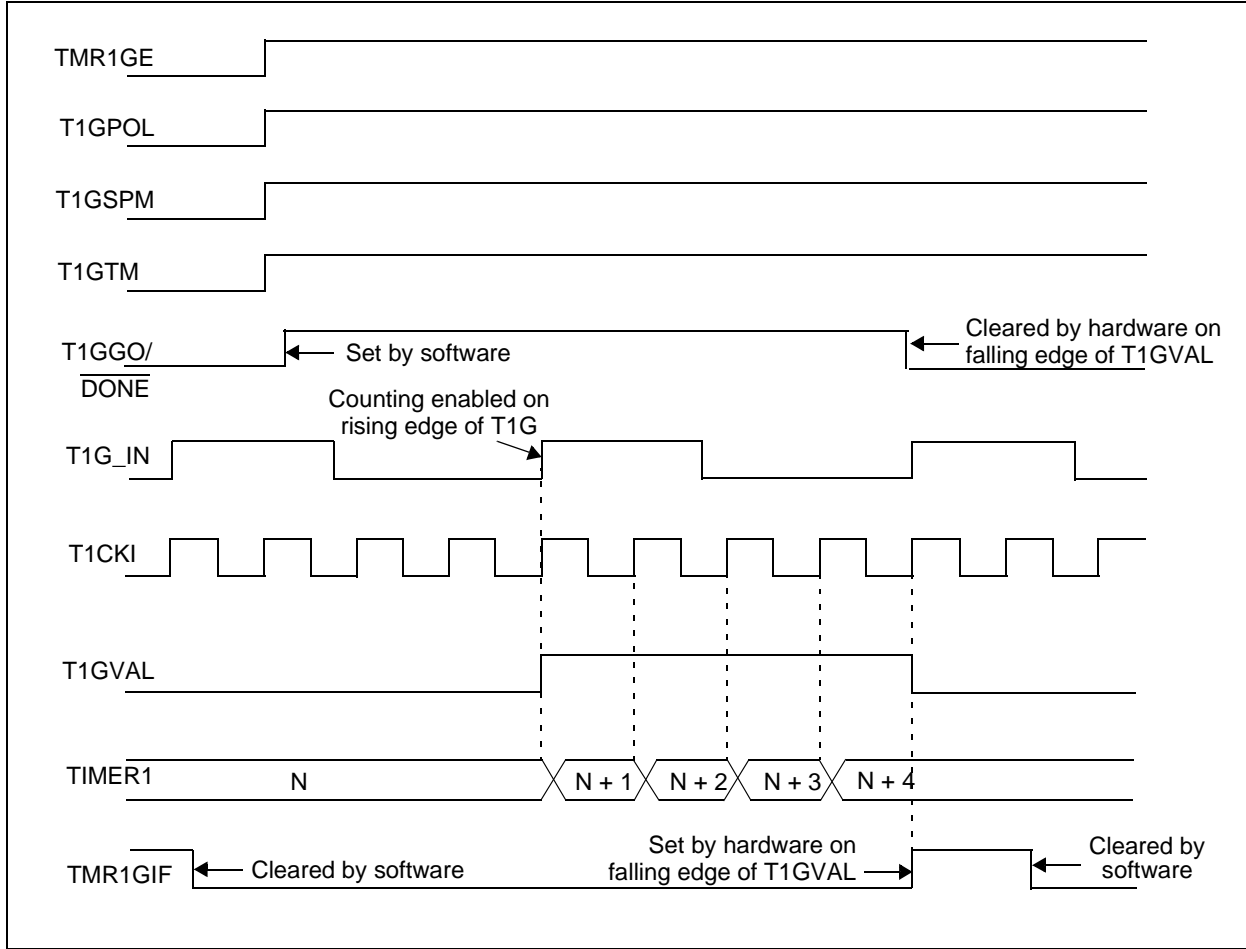 TMR1GE
T1GPOL
T1GSPM
T1GTM
T1GGO/
DONE
Set by software
Cleared by hardware on
falling edge of T1GVAL
Counting enabled on
rising edge of T1G
T1G_IN
T1CKI
T1GVAL
TIMER1
N
N + 1
N + 2
N + 3
N + 4
TMR1GIF
Cleared by software
Set by hardware on
falling edge of T1GVAL
Cleared by
software